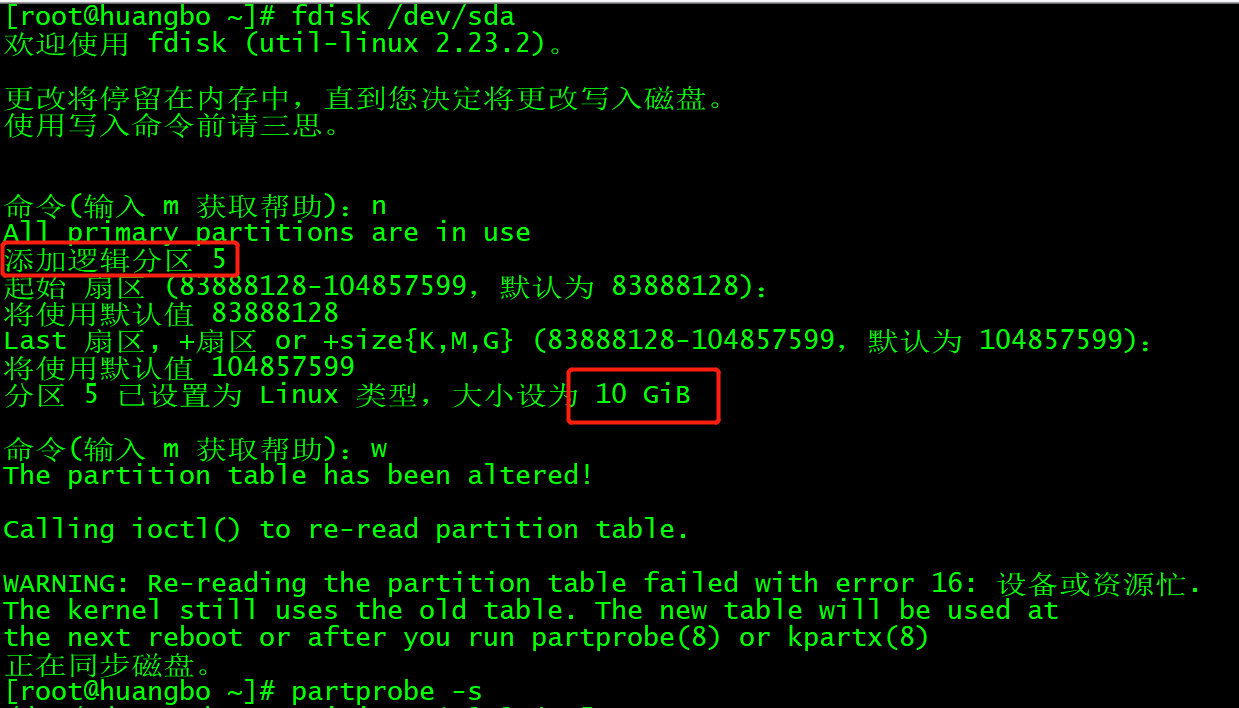 [root@huangbo ~]# fdisk /dev/sda
欢迎使用 fdisk (util-linux 2.23.2)。
更改将停留在内存中，直到您决定将更改写入磁盘。
使用写入命令前请三思。
命令(输入 m 获取帮助)：n
All primary partitions are in use
添加逻辑分区 5
起始 扇区 (83888128-104857599，默认为 83888128)：
将使用默认值 83888128
Last 扇区, +扇区 or +size{K,M,G} (83888128-104857599，默认为 104857599)：
将使用默认值 104857599
分区 5 已设置为 Linux 类型，大小设为 10 GiB
命令(输入 m 获取帮助)：w
The partition table has been altered!
Calling ioctl() to re-read partition table.
WARNING: Re-reading the partition table failed with error 16: 设备或资源忙.
The kernel still uses the old table. The new table will be used at
the next reboot or after you run partprobe(8) or kpartx(8)
正在同步磁盘。
[root@huangbo ~]# partprobe -s